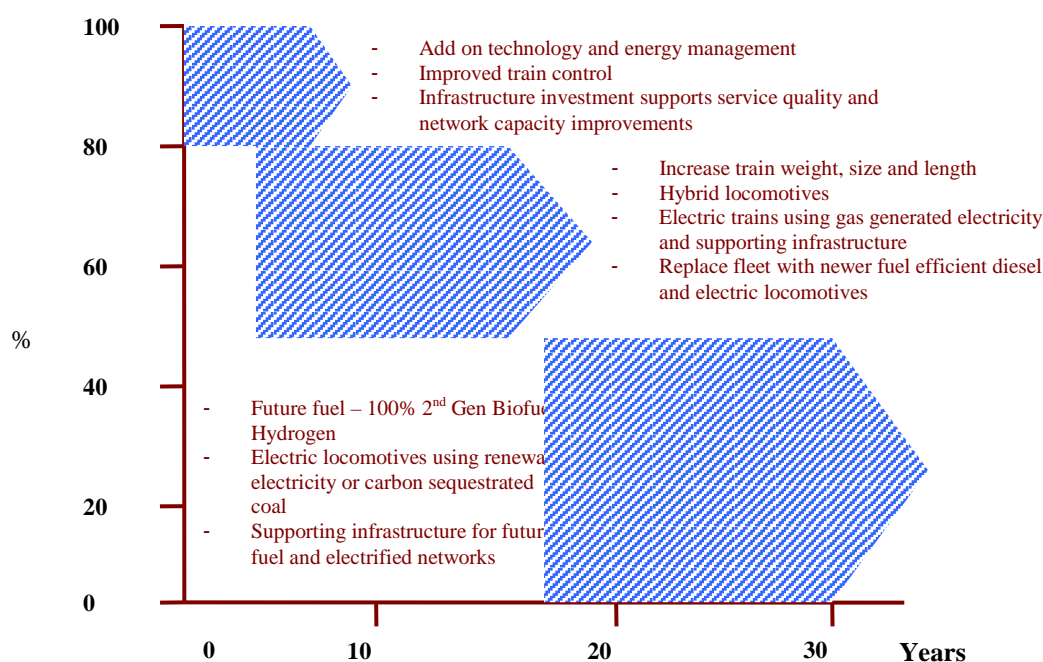 100
- Add on technology and energy management
- Improved train control
- Infrastructure investment supports service quality and
network capacity improvements
80
- Increase train weight, size and length
- Hybrid locomotives
- Electric trains using gas generated electricity
and supporting infrastructure
- Replace fleet with newer fuel efficient diesel
and electric locomotives
60
%
40
- Future fuel – 100% 2nd Gen
Hydrogen
- Electric locomotives using
electricity or carbon sequestrated
coal
20
- Supporting infrastructure for
fuel and electrified networks
0
0 10 20 30 Years